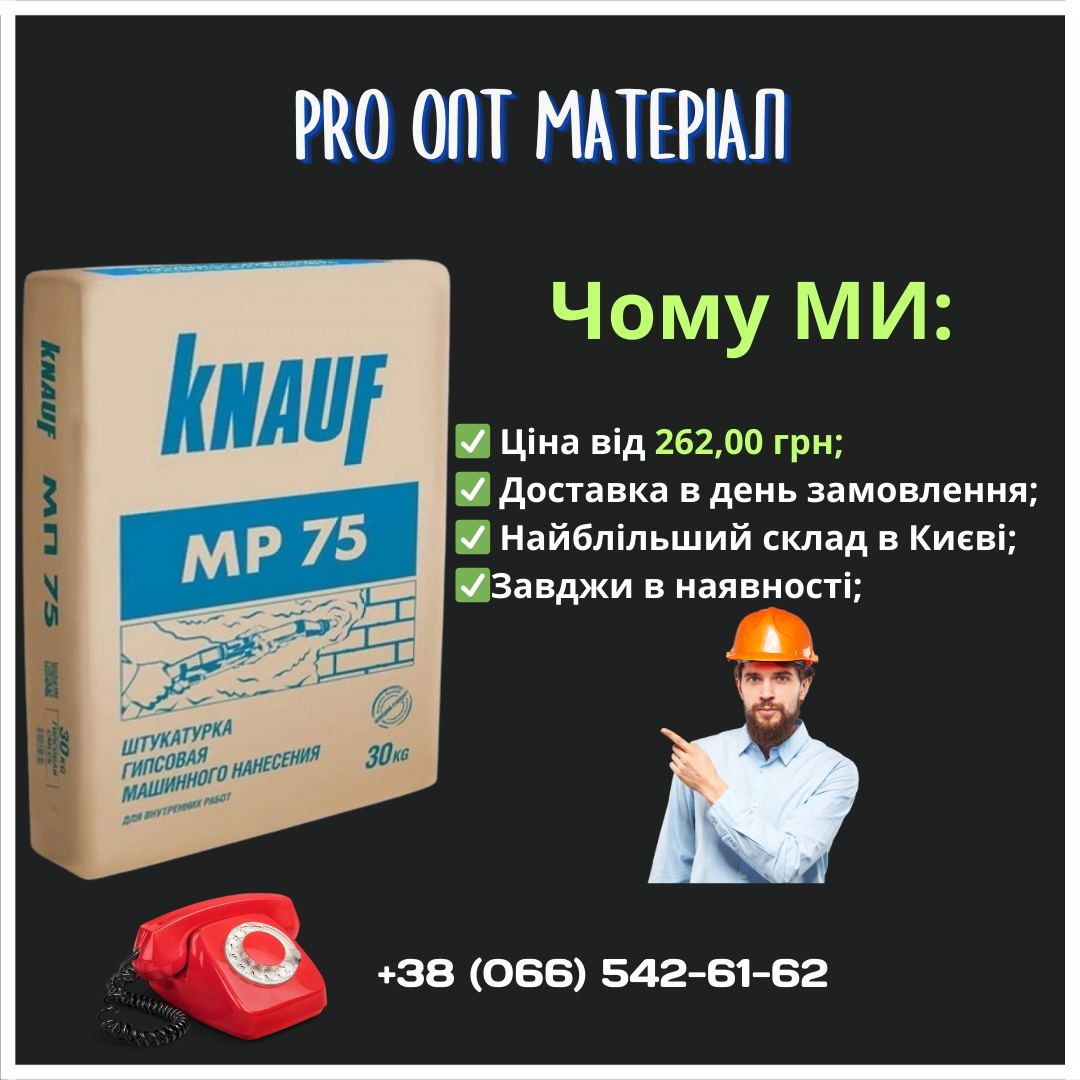 PRO ОПТ МАТЕРІАЛ
Чому МИ:
✅ Ціна від 262,00 грн;
✅ Доставка в день замовлення;
✅ Найблільший склад в Києві;
✅Завджи в наявності;
KNAUF
МП 75
30кг
KNAUF
MP 75
ШТУКАТУРКА
ГИПСОВАЯ
МАШИННОГО НАНЕСЕНИЯ
30KG
ДЛЯ ВНУТРЕННИХ РАБОТ
+38 (066) 542-61-62